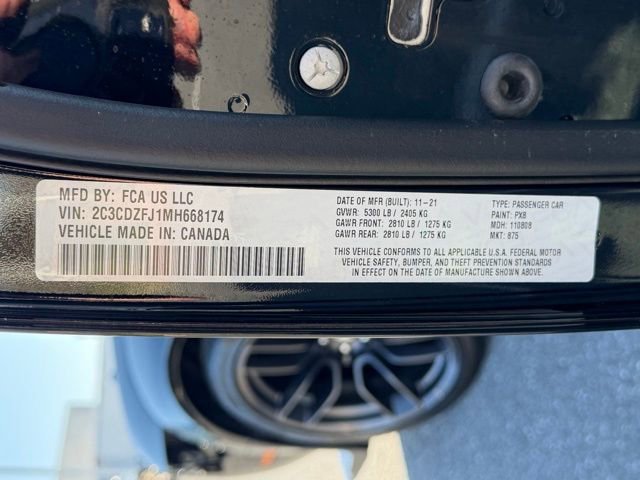 MFD BY: FCA US LLC
VIN: 2C3CDZFJ1MH668174
VEHICLE MADE IN: CANADA
DATE OF MFR (BUILT): 11-21
GVWR: 5300 LB / 2405 KG
GAWR FRONT: 2810 LB / 1275 KG
GAWR REAR: 2810 LB / 1275 KG
TYPE: PASSENGER CAR
PAINT: PX8
MDH: 110808
MKT: 875
THIS VEHICLE CONFORMS TO ALL APPLICABLE U.S.A. FEDERAL MOTOR
VEHICLE SAFETY, BUMPER, AND THEFT PREVENTION STANDARDS
IN EFFECT ON THE DATE OF MANUFACTURE SHOWN ABOVE.